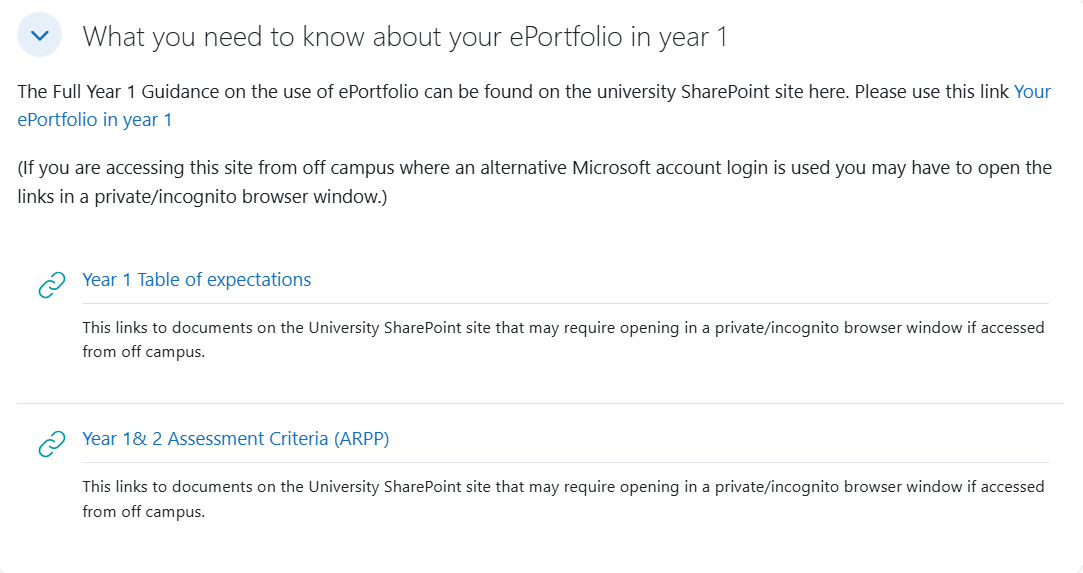 What you need to know about your ePortfolio in year 1
The Full Year 1 Guidance on the use of ePortfolio can be found on the university SharePoint site here. Please use this link Your
ePortfolio in year 1
(If you are accessing this site from off campus where an alternative Microsoft account login is used you may have to open the
links in a private/incognito browser window.)
Year 1 Table of expectations
This links to documents on the University SharePoint site that may require opening in a private/incognito browser window if accessed
from off campus.
Year 1& 2 Assessment Criteria (ARPP)
This links to documents on the University SharePoint site that may require opening in a private/incognito browser window if accessed
from off campus.